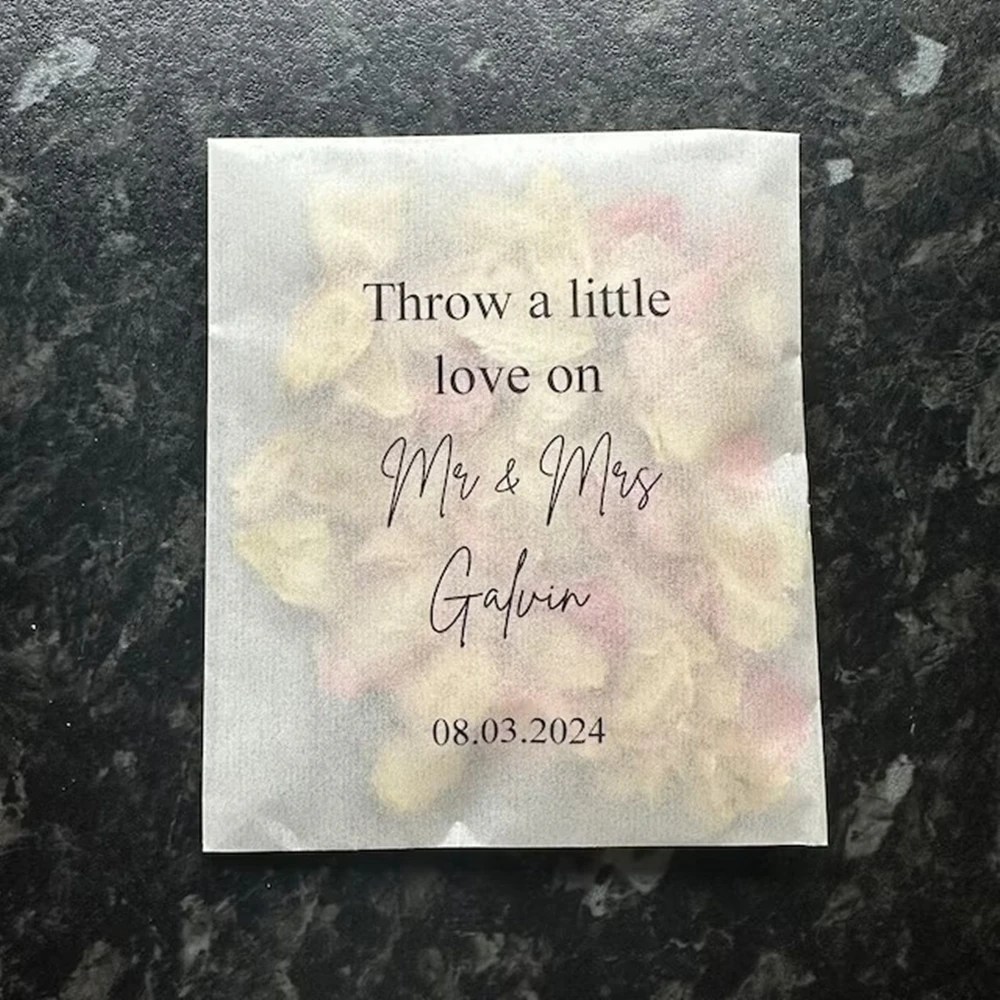 Throw a little
love on
Mr & Mrs
Galvin
08.03.2024